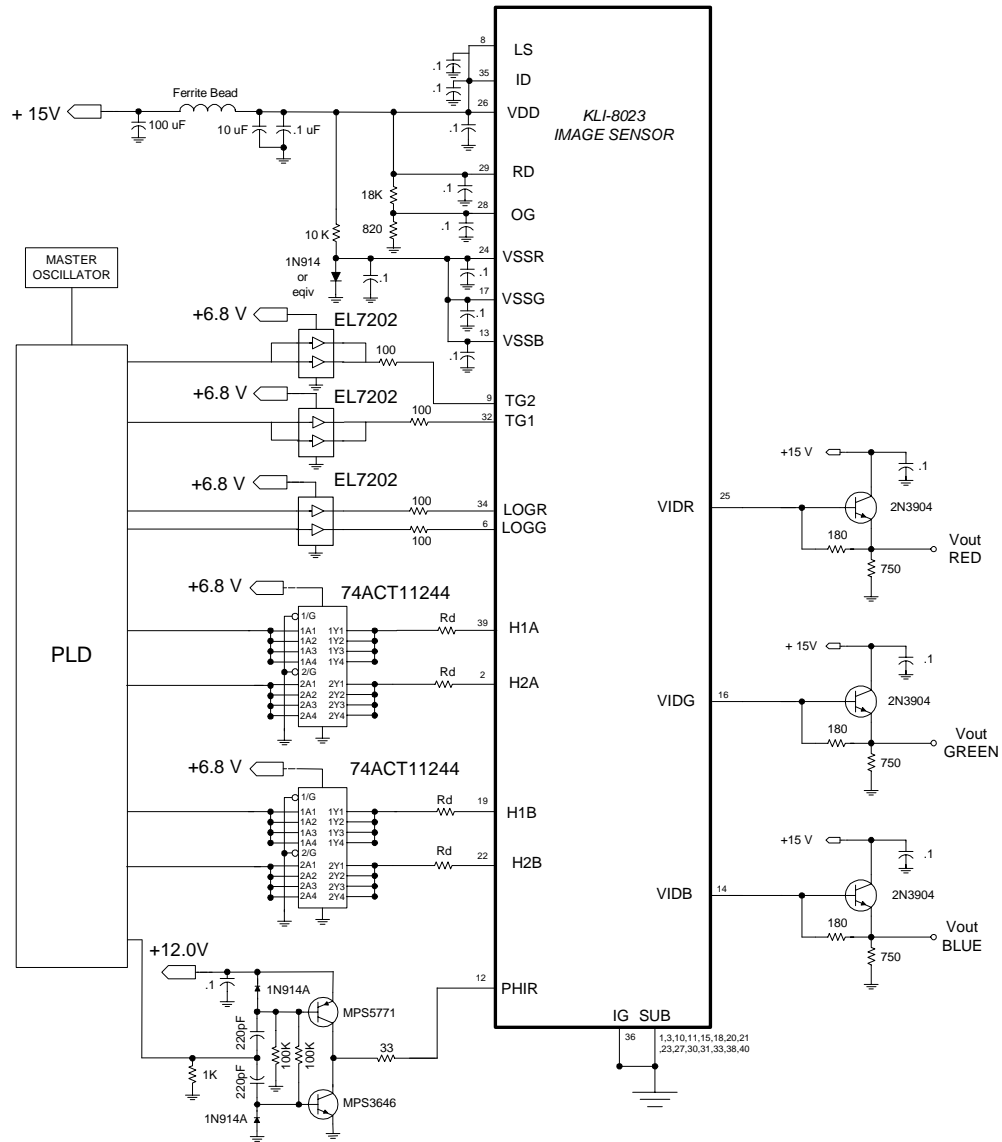 8
LS
.1
35
ID
.1
Ferrite Bead
+ 15V
26
VDD
KLI-8023
IMAGE SENSOR
100 uF
10 uF
.1 uF
.1
29
RD
18K
.1
28
OG
820
.1
10 K
24
VSSR
MASTER
OSCILLATOR
1N914
or
eqiv
.1
.1
17
VSSG
+6.8 V
EL7202
.1
13
VSSB
100
.1
9
TG2
+6.8 V
EL7202
100
32
TG1
+6.8 V
EL7202
100
34
LOGR
6
LOGG
100
+15 V
.1
25
VIDR
2N3904
180
Vout
RED
750
+6.8 V
74ACT11244
1/G
1A1
1Y1
1A2
1Y2
1A3
1Y3
1A4
1Y4
2/G
2A1
2Y1
2A2
2Y2
2A3
2Y3
2A4
2Y4
Rd
39
H1A
Rd
2
H2A
PLD
+ 15V
.1
16
VIDG
2N3904
180
Vout
GREEN
750
+6.8 V
74ACT11244
1/G
1A1
1Y1
1A2
1Y2
1A3
1Y3
1A4
1Y4
2/G
2A1
2Y1
2A2
2Y2
2A3
2Y3
2A4
2Y4
Rd
19
H1B
Rd
22
H2B
+15 V
.1
14
VIDB
2N3904
180
Vout
BLUE
750
+12.0V
.1
1N914A
12
PHIR
MPS5771
220pF
100K
100K
33
1K
220pF
MPS3646
1N914A
IG SUB
36
1,3,10,11,15,18,20,21
,23,27,30,31,33,38,40